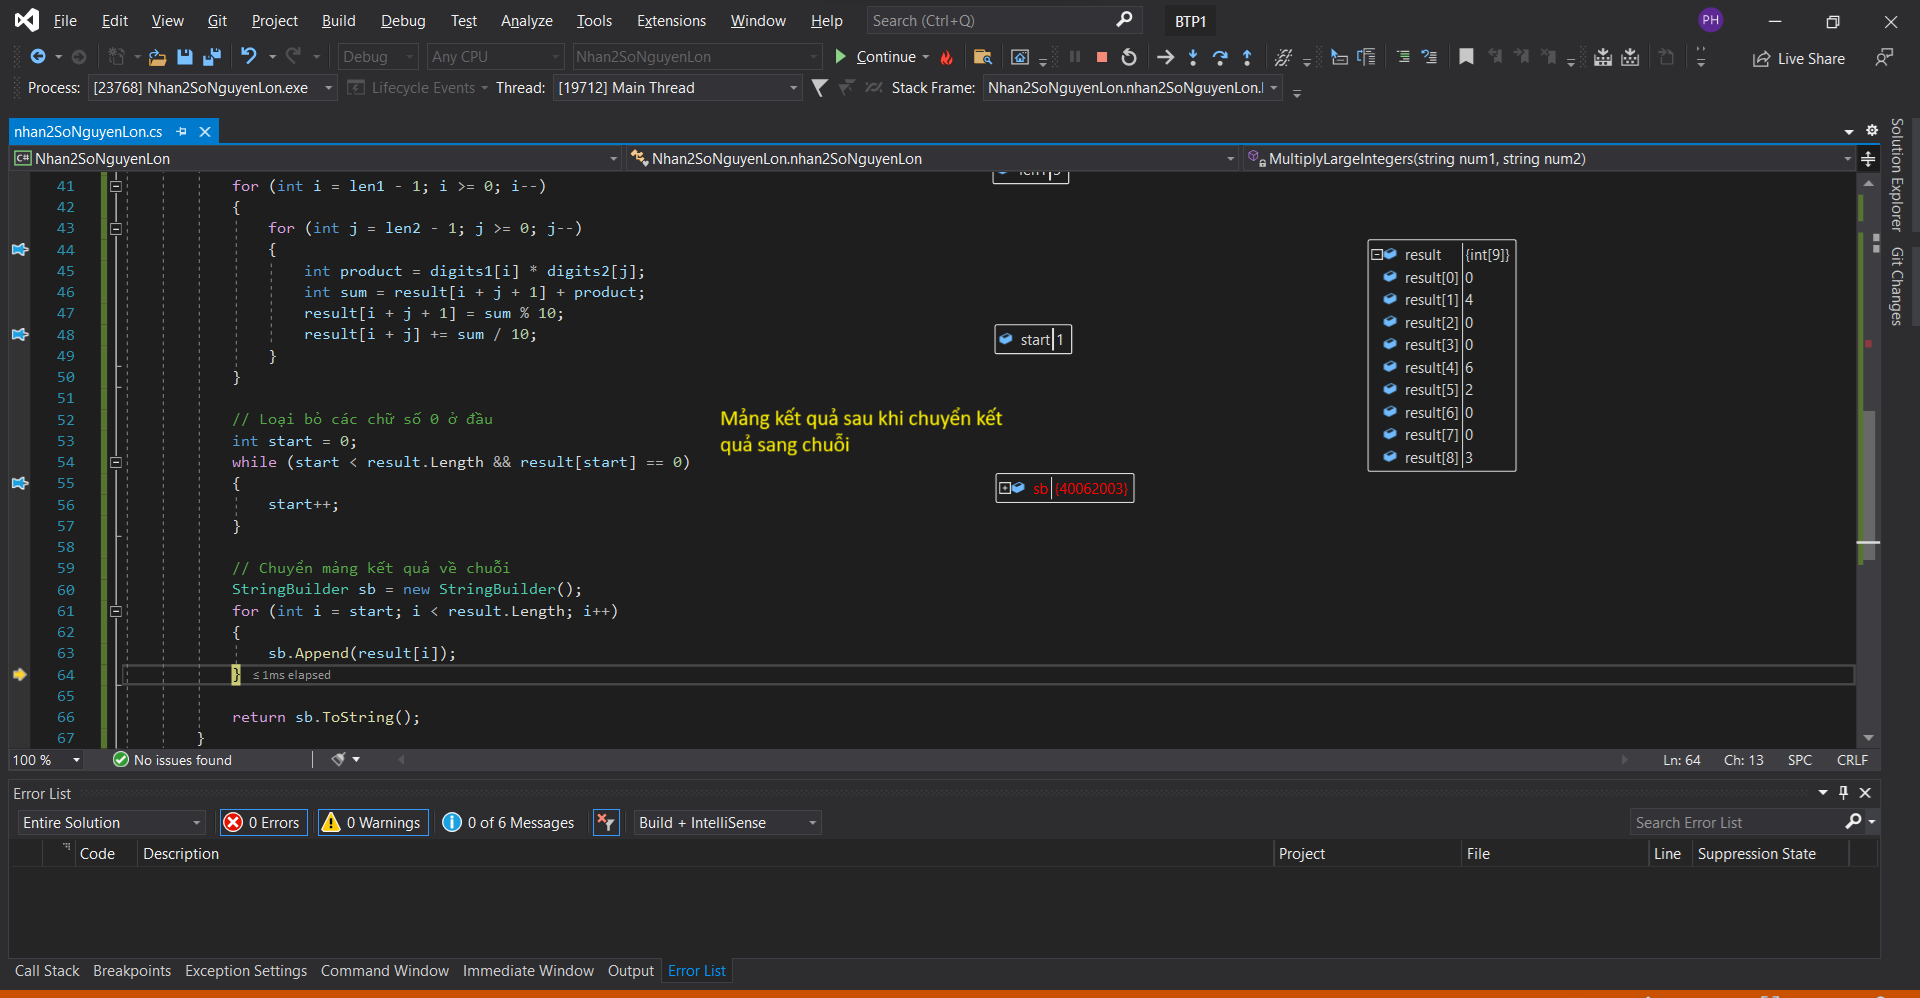 File Edit View Git Project Build Debug Test Analyze Tools Extensions Window Help Search (Ctrl+Q) BTP1 PH
Debug Any CPU Nhan2SoNguyenLon Continue Live Share
Process: [23768] Nhan2SoNguyenLon.exe Lifecycle Events Thread: [19712] Main Thread Stack Frame: Nhan2SoNguyenLon.nhan2SoNguyenLon.
nhan2SoNguyenLon.cs
C# Nhan2SoNguyenLon Nhan2SoNguyenLon.nhan2SoNguyenLon MultiplyLargeIntegers(string num1, string num2)
Solution Explorer
Git Changes
41 for (int i = len1 - 1; i >= 0; i--)
42 {
43 for (int j = len2 - 1; j >= 0; j--)
44 {
45 int product = digits1[i] * digits2[j];
46 int sum = result[i + j + 1] + product;
47 result[i + j + 1] = sum % 10;
48 result[i + j] += sum / 10;
49 }
50 }
51
52 // Loại bỏ các chữ số 0 ở đầu
53 int start = 0;
54 while (start < result.Length && result[start] == 0)
55 {
56 start++;
57 }
58
59 // Chuyển mảng kết quả về chuỗi
60 StringBuilder sb = new StringBuilder();
61 for (int i = start; i < result.Length; i++)
62 {
63 sb.Append(result[i]);
64 } ≤ 1ms elapsed
65
66 return sb.ToString();
67 }
start 1
Mảng kết quả sau khi chuyển kết
quả sang chuỗi
sb {40062003}
result {int[9]}
result[0] 0
result[1] 4
result[2] 0
result[3] 0
result[4] 6
result[5] 2
result[6] 0
result[7] 0
result[8] 3
100 % No issues found Ln: 64 Ch: 13 SPC CRLF
Error List
Entire Solution 0 Errors 0 Warnings 0 of 6 Messages Build + IntelliSense Search Error List
Code Description Project File Line Suppression State
Call Stack Breakpoints Exception Settings Command Window Immediate Window Output Error List